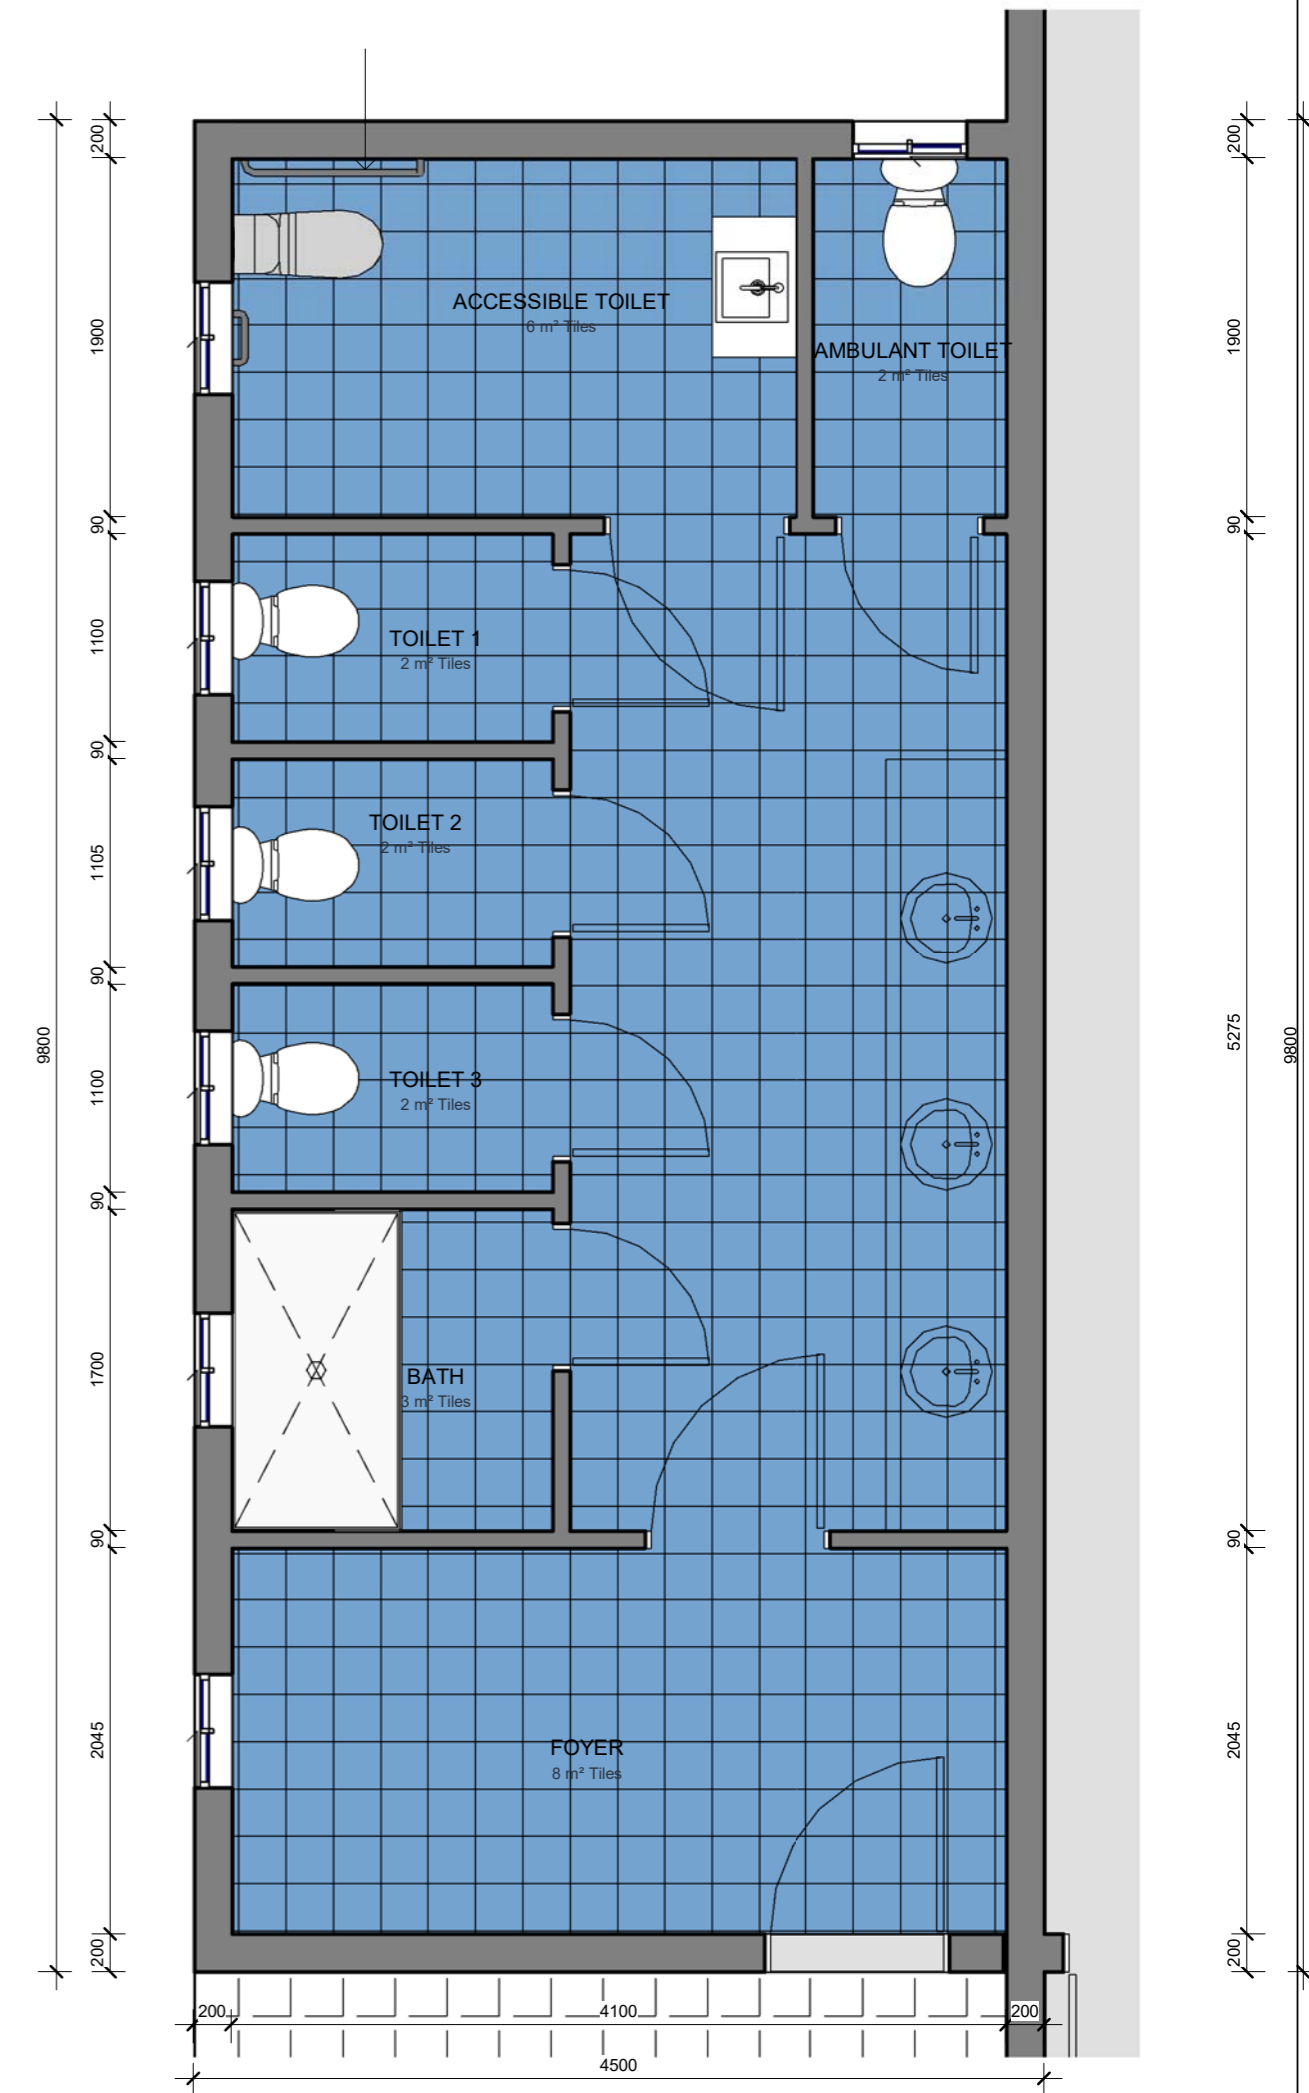 200
200
ACCESSIBLE TOILET
6 m² Tiles
1900
1900
AMBULANT TOILET
2 m² Tiles
90
90
TOILET 1
2 m² Tiles
1100
90
TOILET 2
2 m² Tiles
1105
90
9800
5275
9800
TOILET 3
2 m² Tiles
1100
90
BATH
3 m² Tiles
1700
90
90
FOYER
8 m² Tiles
2045
2045
200
200
200
4100
200
4500